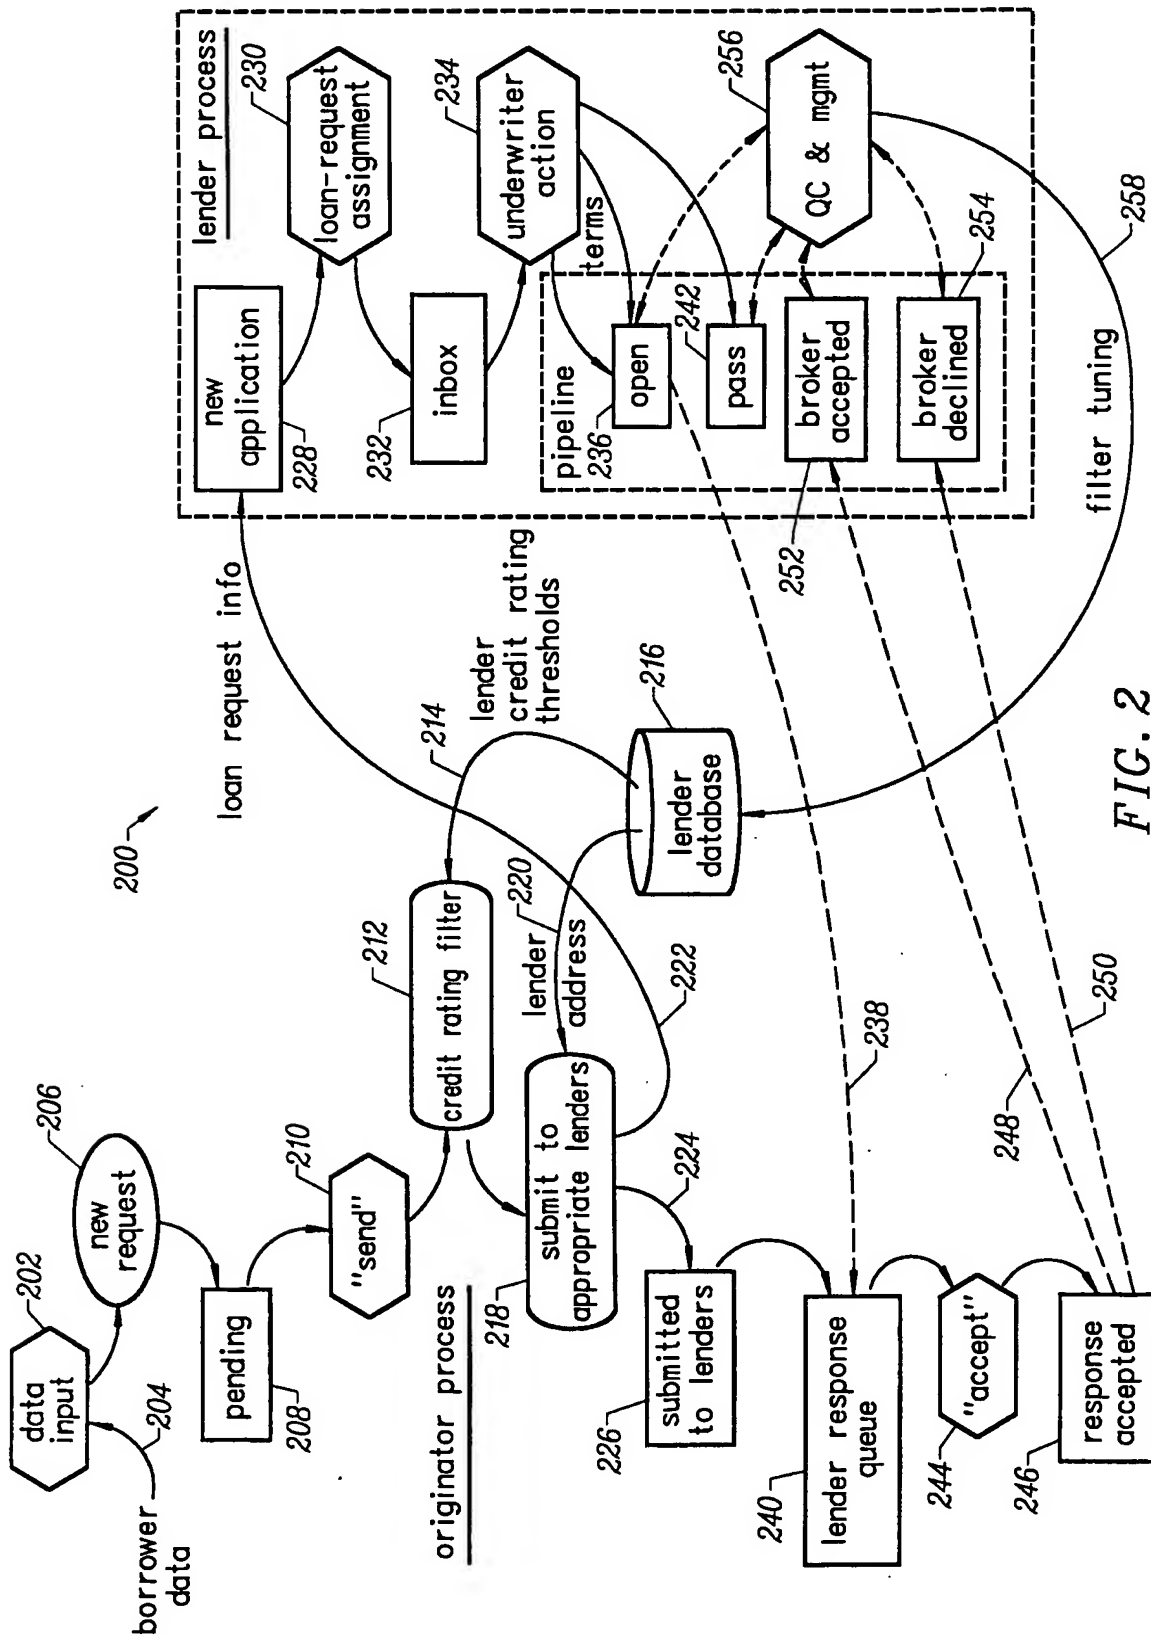 200
borrower
data
204
data
input
202
new
request
206
pending
208
"send"
210
originator process
credit rating filter
212
214
lender
credit rating
thresholds
lender
database
216
submit to
appropriate lenders
218
lender
address
220
222
loan request info
224
submitted
to lenders
226
lender response
queue
240
238
"accept"
244
response
accepted
246
248
250
lender process
new
application
228
loan-request
assignment
230
inbox
232
underwriter
action
234
terms
pipeline
open
236
pass
242
broker
accepted
252
broker
declined
254
QC & mgmt
256
filter tuning
258
FIG. 2